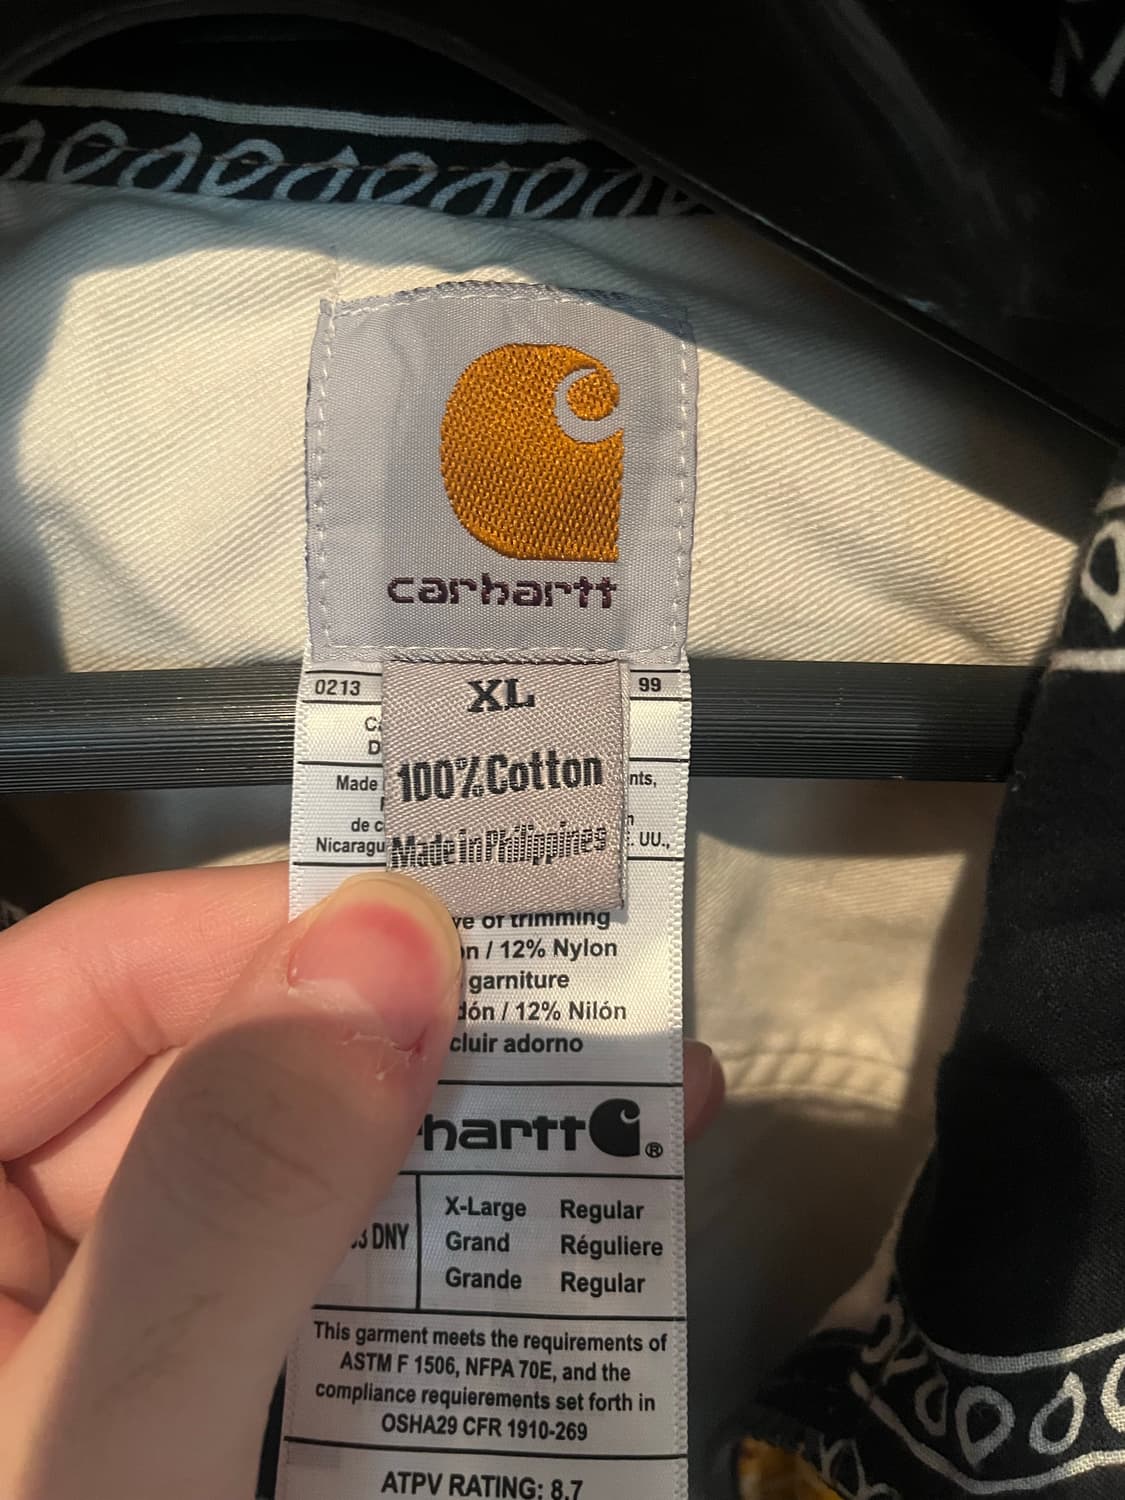 carhartt
0213
99
XL
100% Cotton
Made in Philippines
Made
nts,
de c
Nicaragu
. UU.,
ve of trimming
on / 12% Nylon
garniture
dón / 12% Nilón
cluir adorno
hartt ®
3 DNY
X-Large Regular
Grand Réguliere
Grande Regular
This garment meets the requirements of
ASTM F 1506, NFPA 70E, and the
compliance requierements set forth in
OSHA29 CFR 1910-269
ATPV RATING: 8.7